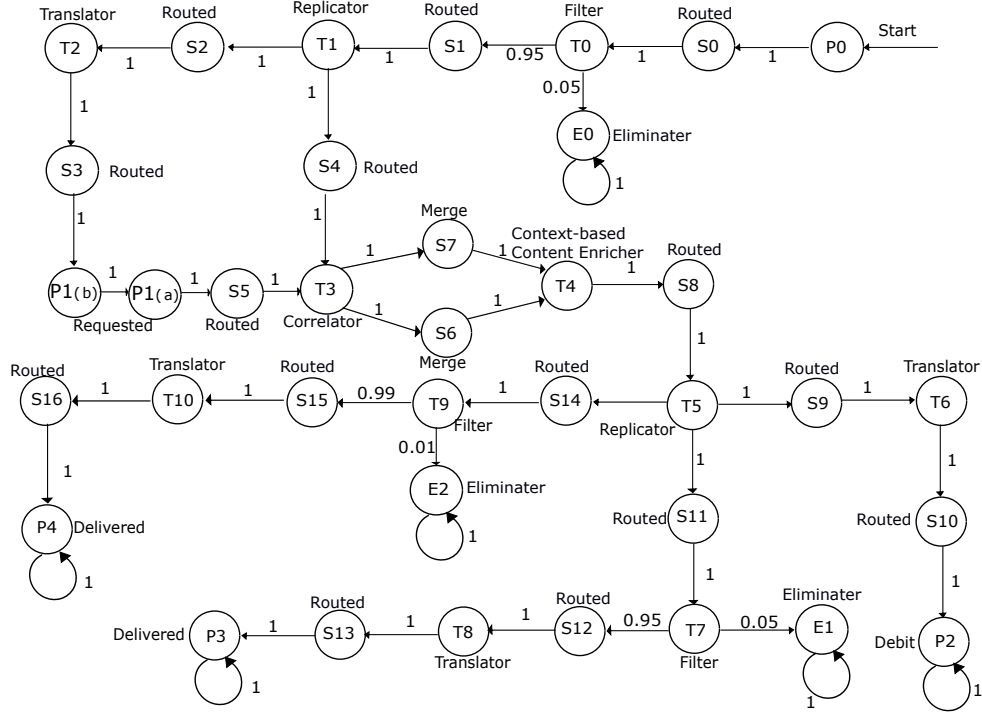 Translator
Routed
Replicator
Routed
Filter
Routed
Start
T2
S2
T1
S1
T0
S0
P0
1
1
1
0.95
1
1
1
1
0.05
E0
Eliminater
1
S3
Routed
S4
Routed
1
1
Merge
S7
Context-based
Content Enricher
Routed
1
1
1
P1(b)
1
P1(a)
1
S5
1
T3
T4
S8
Requested
Routed
Correlator
1
1
S6
Merge
1
Routed
Translator
Routed
Routed
Routed
Translator
S16
1
T10
1
S15
0.99
T9
1
S14
T5
1
S9
1
T6
Filter
Replicator
1
0.01
1
1
E2
Eliminater
1
P4
Delivered
1
Routed
S11
Routed
S10
1
1
Eliminater
Delivered
P3
1
Routed
S13
1
T8
1
Routed
S12
0.95
T7
0.05
E1
Debit
P2
Translator
Filter
1
1
1